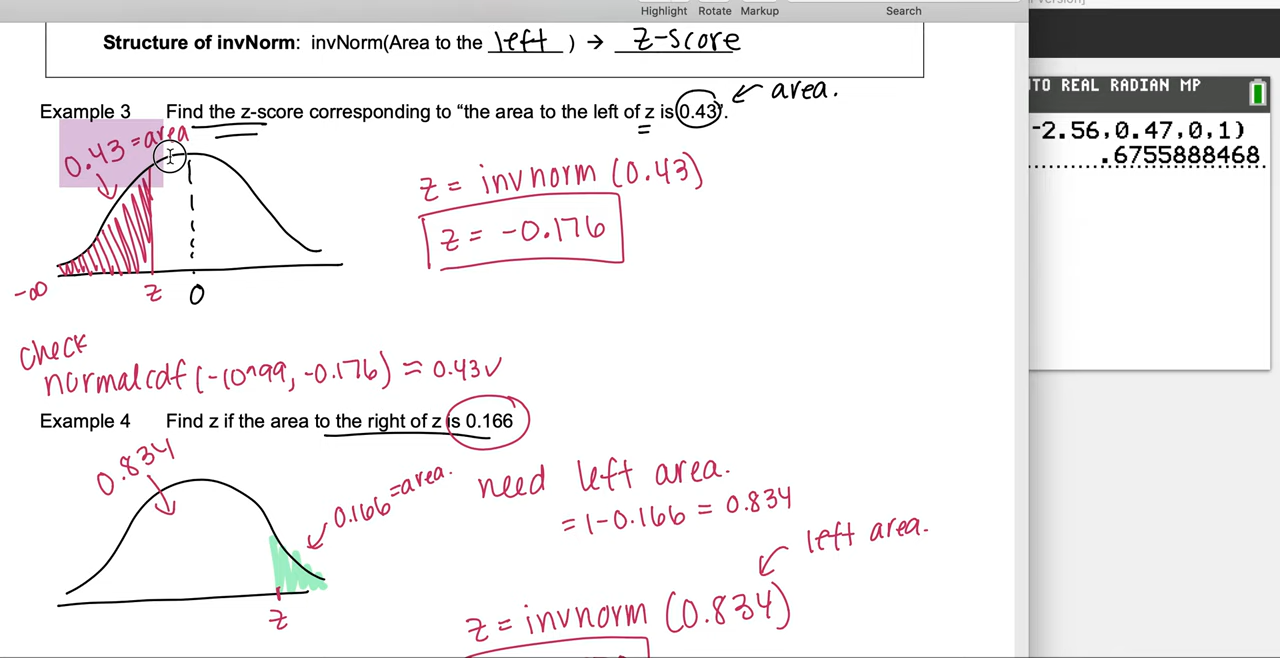 Highlight Rotate Markup Search
Structure of invNorm: invNorm(Area to the left ) → z-score
TO REAL RADIAN MP
-2.56,0.47,0,1)
.6755888468
Example 3 Find the z-score corresponding to “the area to the left of z is 0.43”.
← area.
0.43 = area
z = invnorm (0.43)
z = -0.176
-∞ z 0
check
normalcdf (-10^99, -0.176) ≈ 0.43 ✓
Example 4 Find z if the area to the right of z is 0.166
0.834
0.166 = area.
need left area.
= 1 - 0.166 = 0.834
left area.
z
z = invnorm (0.834)